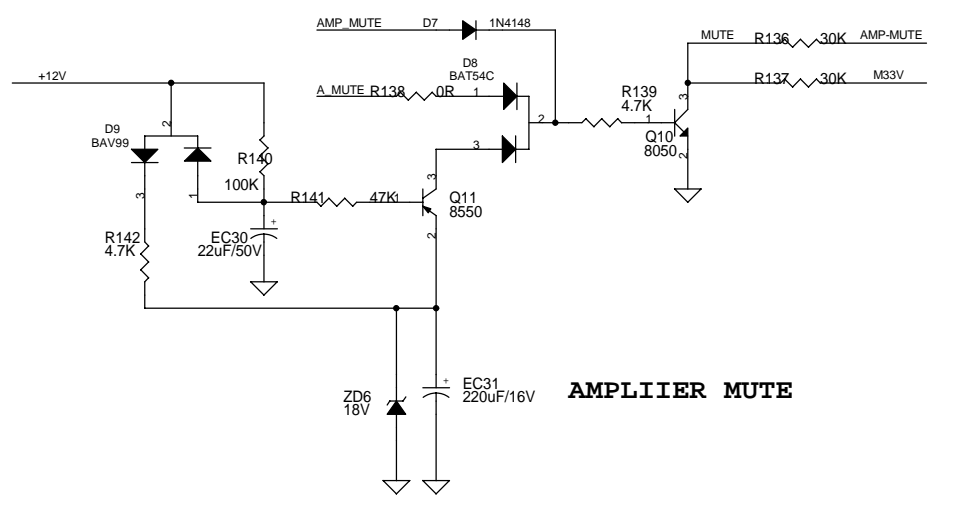 AMP_MUTE D7 1N4148
MUTE R136 30K AMP-MUTE
+12V
D8
BAT54C
R137 30K M33V
A_MUTE R138 0R 1
R139
4.7K
2
1
3
D9
BAV99
2
Q10
8050
3
2
R140
100K
3
1
3
R141 47K 1
Q11
8550
2
R142
4.7K
EC30
22uF/50V
+
ZD6
18V
+
EC31
220uF/16V
AMPLIIER MUTE